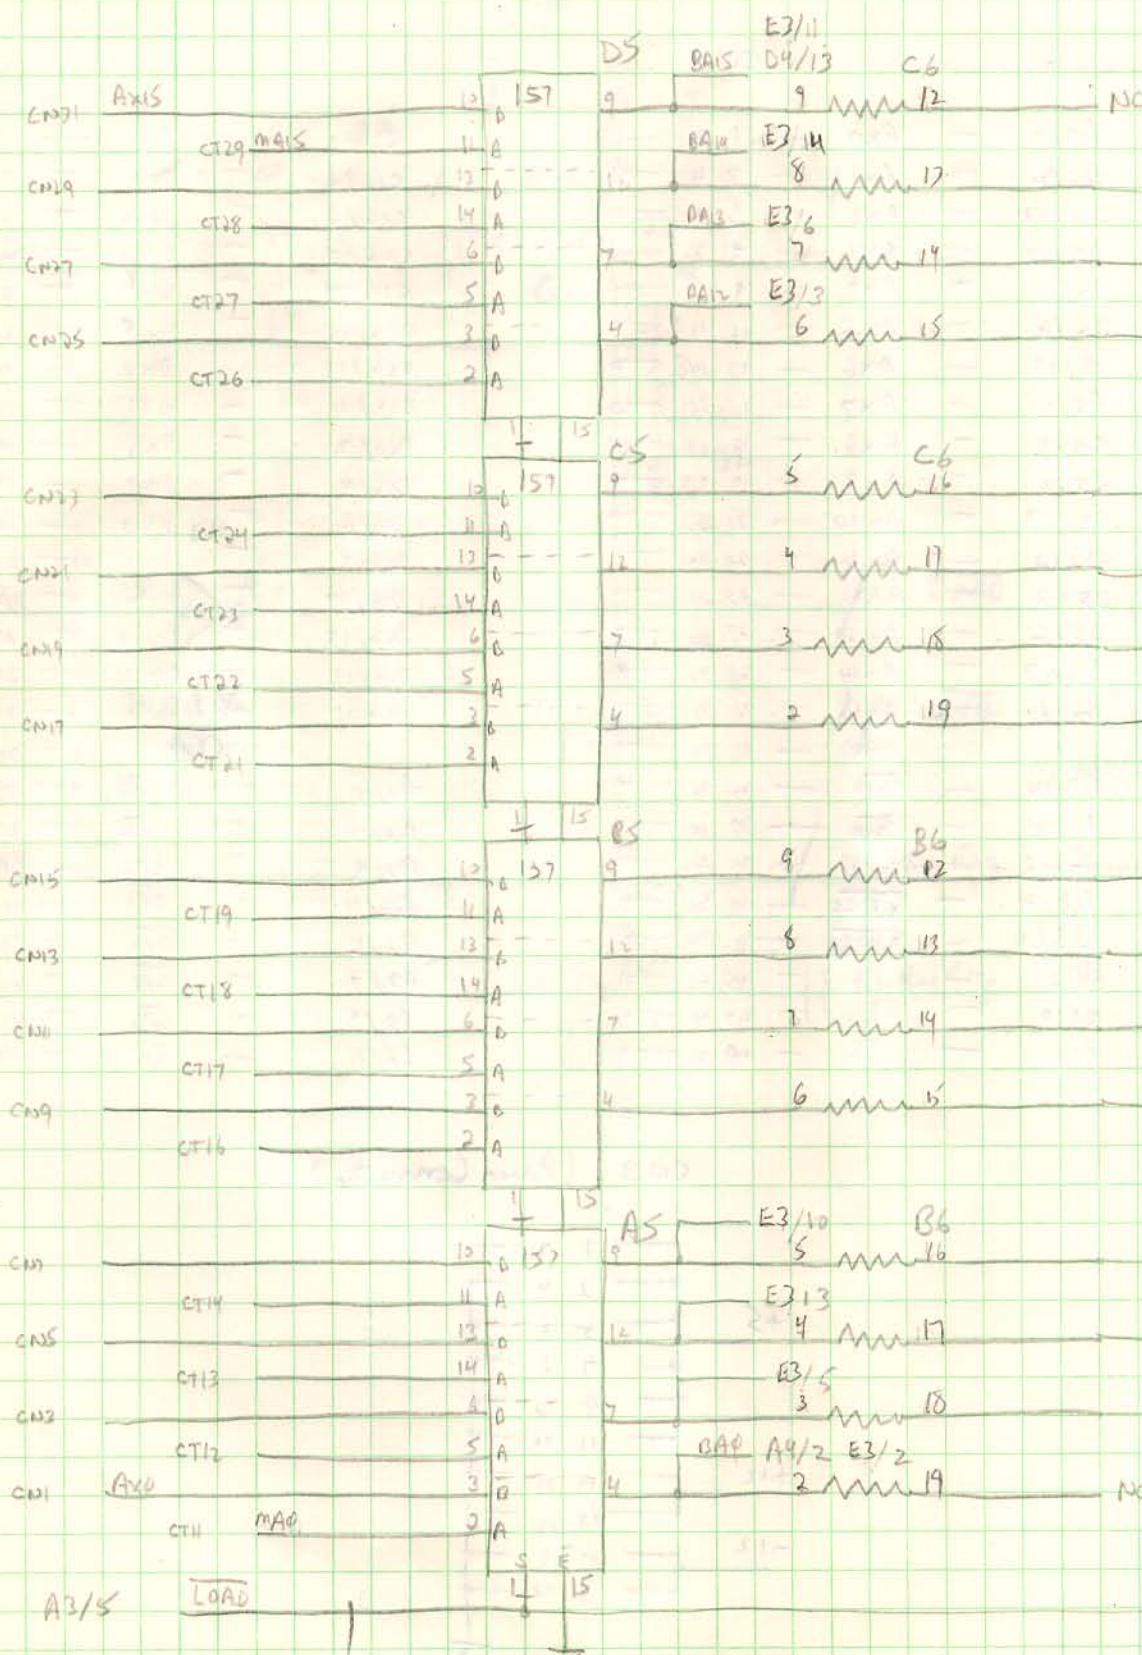 E3/11
D5 BA15 D4/13 C6
CN31 AX15 10 B 157 9 9 12 NC
CT29 MA15 11 A BA14 E3/14
CN29 13 B 12 8 13
CT28 14 A BA13 E3/6
CN27 6 B 7 7 14
CT27 5 A BA12 E3/3
CN25 3 B 4 6 15
CT26 2 A
1 15 C5 C6
CN23 10 B 157 9 5 16
CT24 11 A
CN21 13 B 12 4 17
CT23 14 A
CN19 6 B 7 3 18
CT22 5 A
CN17 3 B 4 2 19
CT21 2 A
1 15 B5 B6
CN15 10 B 157 9 9 12
CT19 11 A
CN13 13 B 12 8 13
CT18 14 A
CN11 6 B 7 7 14
CT17 5 A
CN9 3 B 4 6 15
CT16 2 A
1 15 A5 E3/10 B6
CN7 10 B 157 9 5 16
CT14 11 A E3/13
CN5 13 B 12 4 17
CT13 14 A E3/5
CN3 6 B 7 3 18
CT12 5 A BA0 A4/2 E3/2
CN1 AX0 3 B 4 2 19 NC
CT11 MA0 2 A
S E
A3/5 LOAD 1 15